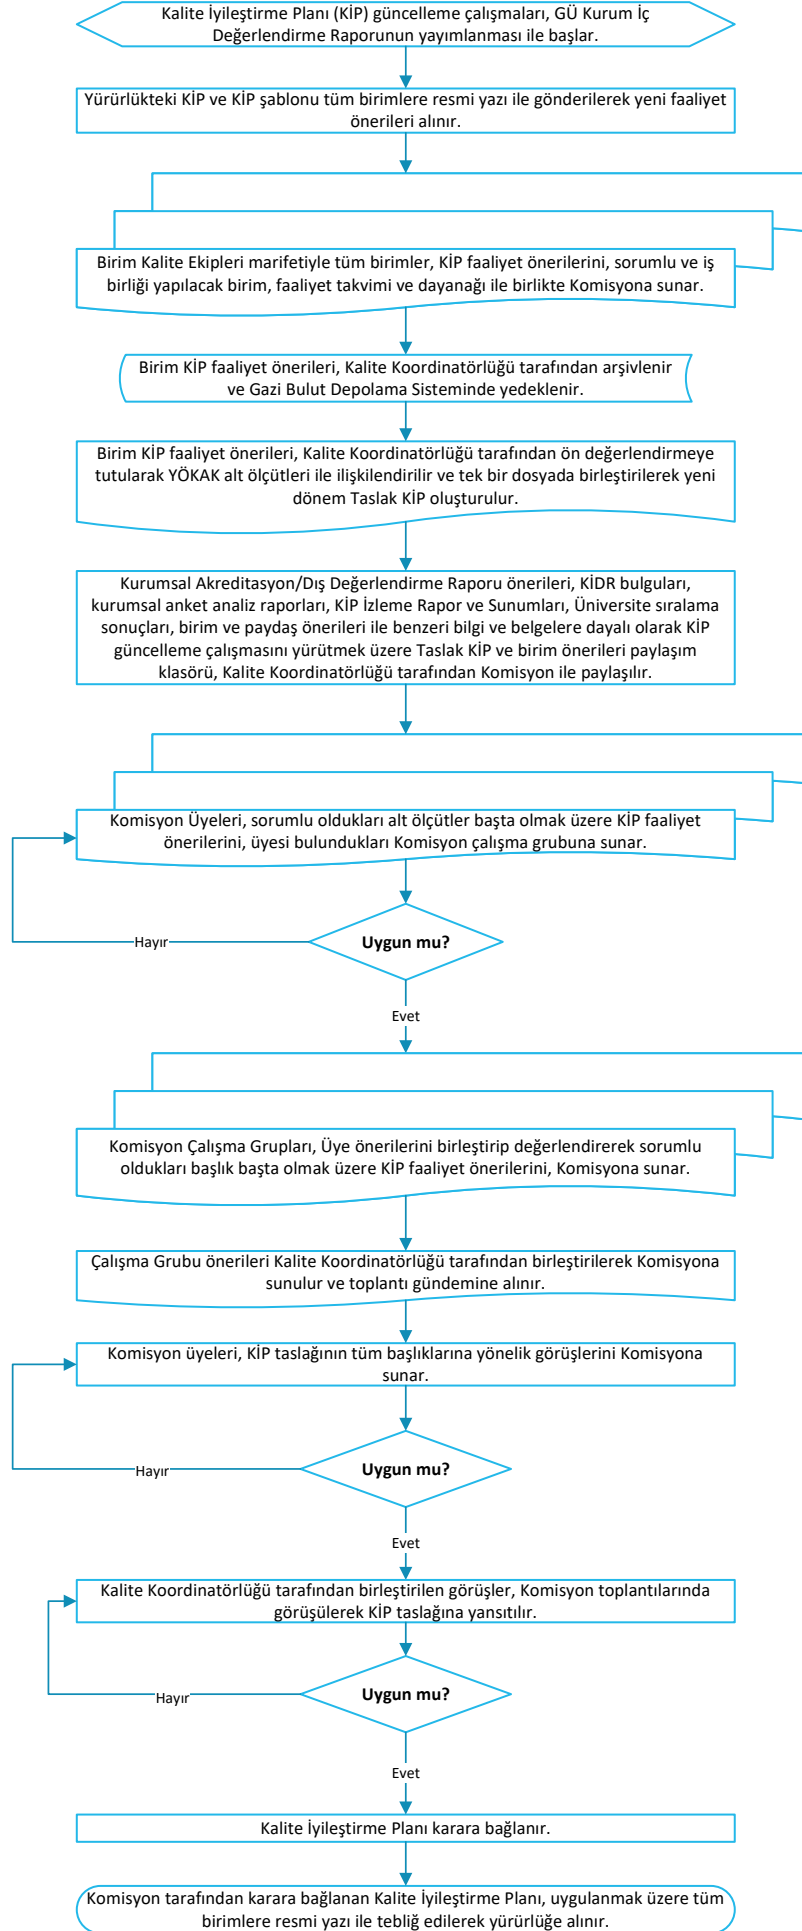 Kalite İyileştirme Planı (KİP) güncelleme çalışmaları, GÜ Kurum İç
Değerlendirme Raporunun yayımlanması ile başlar.
Yürürlükteki KİP ve KİP şablonu tüm birimlere resmi yazı ile gönderilerek yeni faaliyet
önerileri alınır.
Birim Kalite Ekipleri marifetiyle tüm birimler, KİP faaliyet önerilerini, sorumlu ve iş
birliği yapılacak birim, faaliyet takvimi ve dayanağı ile birlikte Komisyona sunar.
Birim KİP faaliyet önerileri, Kalite Koordinatörlüğü tarafından arşivlenir
ve Gazi Bulut Depolama Sisteminde yedeklenir.
Birim KİP faaliyet önerileri, Kalite Koordinatörlüğü tarafından ön değerlendirmeye
tutularak YÖKAK alt ölçütleri ile ilişkilendirilir ve tek bir dosyada birleştirilerek yeni
dönem Taslak KİP oluşturulur.
Kurumsal Akreditasyon/Dış Değerlendirme Raporu önerileri, KİDR bulguları,
kurumsal anket analiz raporları, KİP İzleme Rapor ve Sunumları, Üniversite sıralama
sonuçları, birim ve paydaş önerileri ile benzeri bilgi ve belgelere dayalı olarak KİP
güncelleme çalışmasını yürütmek üzere Taslak KİP ve birim önerileri paylaşım
klasörü, Kalite Koordinatörlüğü tarafından Komisyon ile paylaşılır.
Komisyon Üyeleri, sorumlu oldukları alt ölçütler başta olmak üzere KİP faaliyet
önerilerini, üyesi bulundukları Komisyon çalışma grubuna sunar.
Uygun mu?
Hayır
Evet
Komisyon Çalışma Grupları, Üye önerilerini birleştirip değerlendirerek sorumlu
oldukları başlık başta olmak üzere KİP faaliyet önerilerini, Komisyona sunar.
Çalışma Grubu önerileri Kalite Koordinatörlüğü tarafından birleştirilerek Komisyona
sunulur ve toplantı gündemine alınır.
Komisyon üyeleri, KİP taslağının tüm başlıklarına yönelik görüşlerini Komisyona
sunar.
Uygun mu?
Hayır
Evet
Kalite Koordinatörlüğü tarafından birleştirilen görüşler, Komisyon toplantılarında
görüşülerek KİP taslağına yansıtılır.
Uygun mu?
Hayır
Evet
Kalite İyileştirme Planı karara bağlanır.
Komisyon tarafından karara bağlanan Kalite İyileştirme Planı, uygulanmak üzere tüm
birimlere resmi yazı ile tebliğ edilerek yürürlüğe alınır.